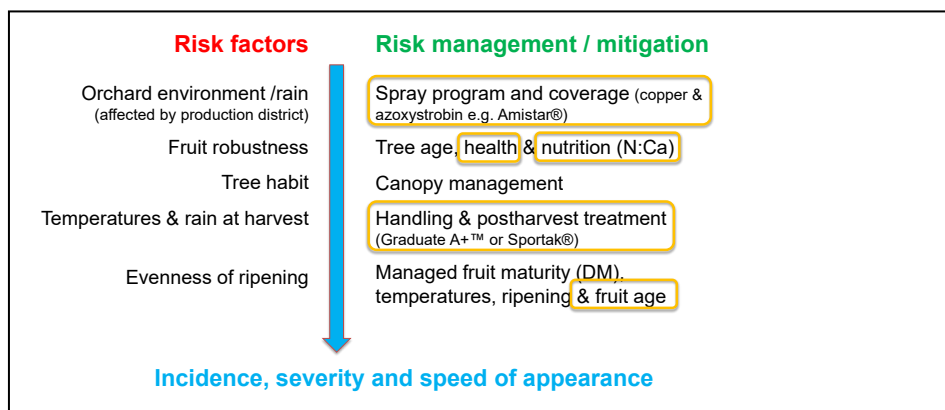 Risk factors
Risk management / mitigation
Orchard environment /rain
(affected by production district)
Spray program and coverage (copper &
azoxystrobin e.g. Amistar®)
Fruit robustness
Tree age, health & nutrition (N:Ca)
Tree habit
Canopy management
Temperatures & rain at harvest
Handling & postharvest treatment
(Graduate A+™ or Sportak®)
Evenness of ripening
Managed fruit maturity (DM),
temperatures, ripening & fruit age
Incidence, severity and speed of appearance